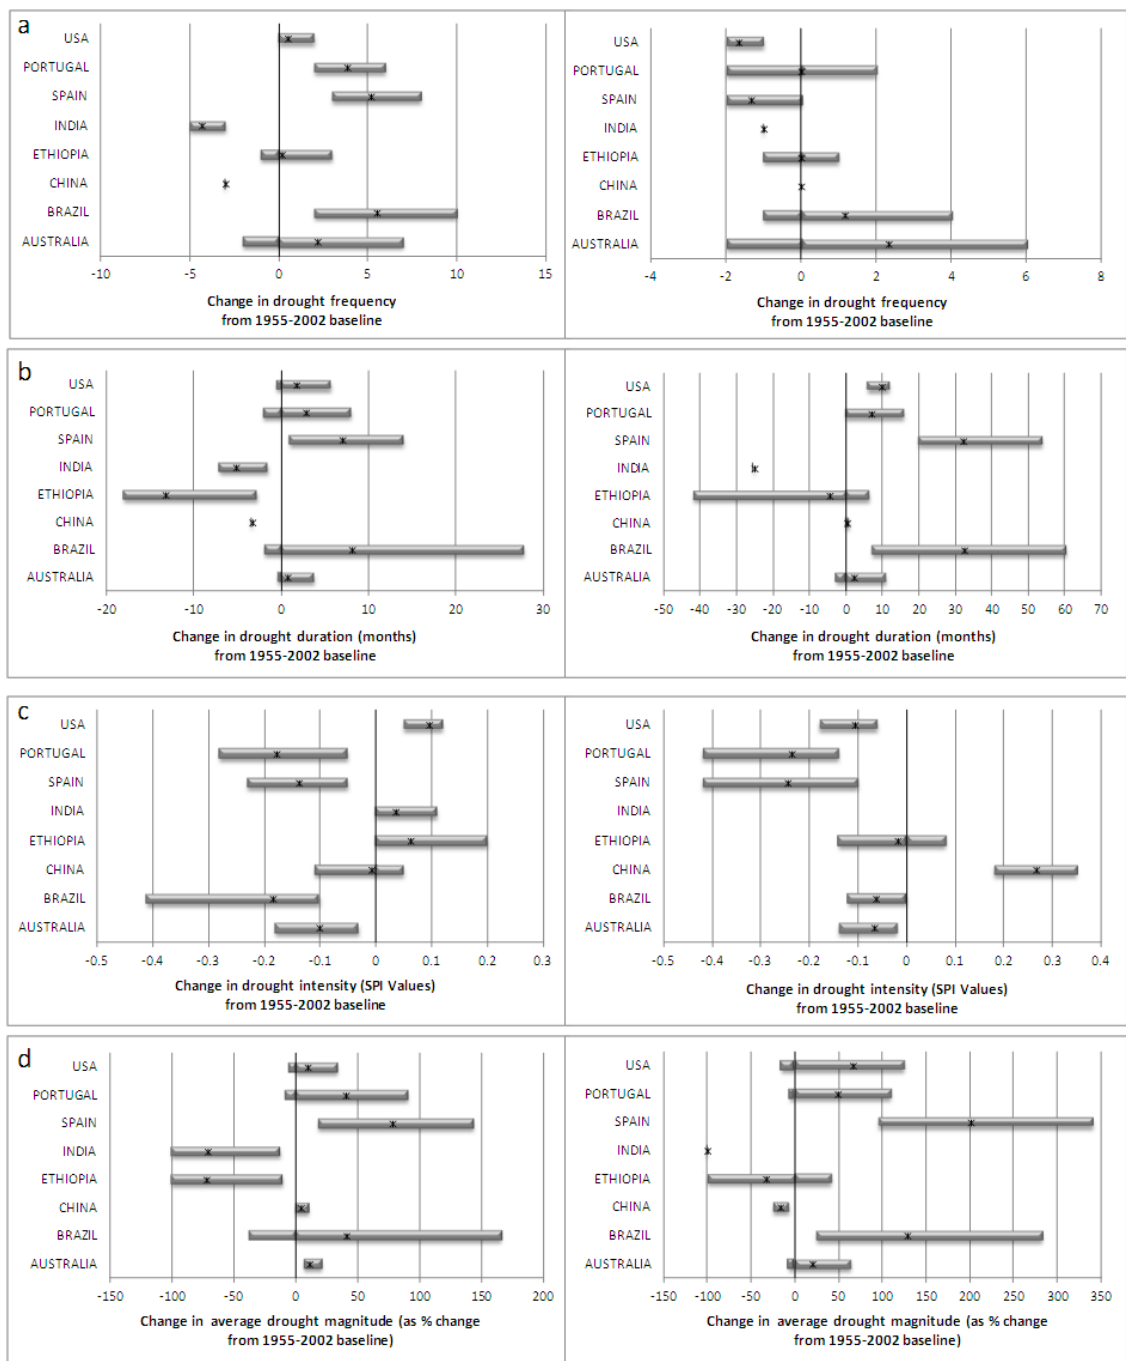 a
USA
PORTUGAL
SPAIN
INDIA
ETHIOPIA
CHINA
BRAZIL
AUSTRALIA
-10 -5 0 5 10 15
Change in drought frequency
from 1955-2002 baseline
USA
PORTUGAL
SPAIN
INDIA
ETHIOPIA
CHINA
BRAZIL
AUSTRALIA
-4 -2 0 2 4 6 8
Change in drought frequency
from 1955-2002 baseline
b
USA
PORTUGAL
SPAIN
INDIA
ETHIOPIA
CHINA
BRAZIL
AUSTRALIA
-20 -10 0 10 20 30
Change in drought duration (months)
from 1955-2002 baseline
USA
PORTUGAL
SPAIN
INDIA
ETHIOPIA
CHINA
BRAZIL
AUSTRALIA
-50 -40 -30 -20 -10 0 10 20 30 40 50 60 70
Change in drought duration (months)
from 1955-2002 baseline
c
USA
PORTUGAL
SPAIN
INDIA
ETHIOPIA
CHINA
BRAZIL
AUSTRALIA
-0.5 -0.4 -0.3 -0.2 -0.1 0 0.1 0.2 0.3
Change in drought intensity (SPI Values)
from 1955-2002 baseline
USA
PORTUGAL
SPAIN
INDIA
ETHIOPIA
CHINA
BRAZIL
AUSTRALIA
-0.5 -0.4 -0.3 -0.2 -0.1 0 0.1 0.2 0.3 0.4
Change in drought intensity (SPI Values)
from 1955-2002 baseline
d
USA
PORTUGAL
SPAIN
INDIA
ETHIOPIA
CHINA
BRAZIL
AUSTRALIA
-150 -100 -50 0 50 100 150 200
Change in average drought magnitude (as % change
from 1955-2002 baseline)
USA
PORTUGAL
SPAIN
INDIA
ETHIOPIA
CHINA
BRAZIL
AUSTRALIA
-150 -100 -50 0 50 100 150 200 250 300 350
Change in average drought magnitude (as % change
from 1955-2002 baseline)